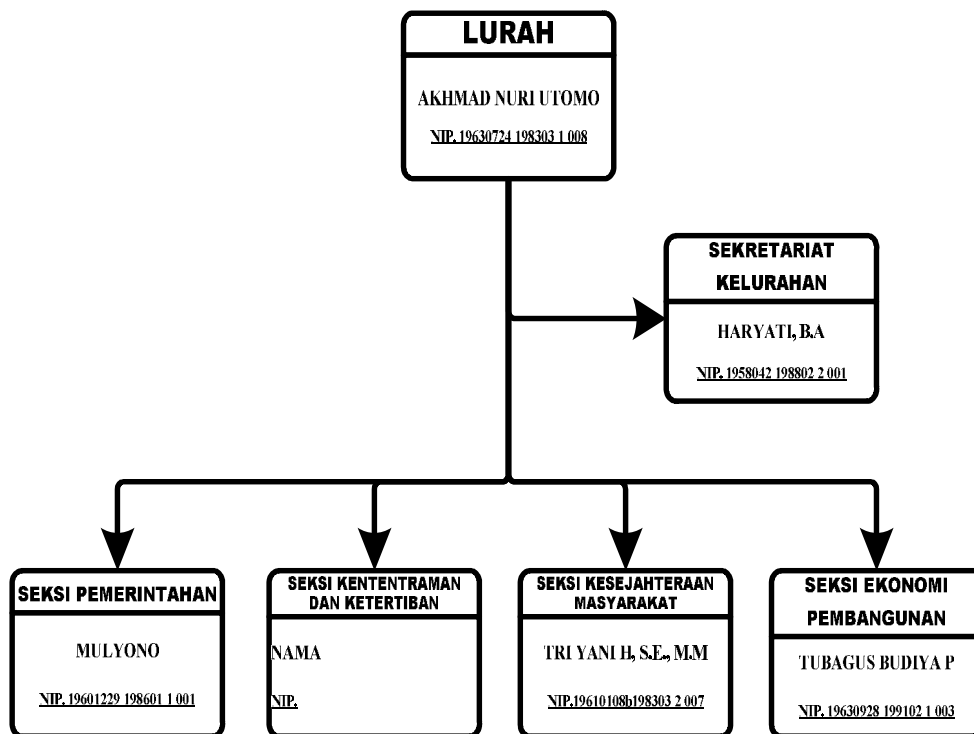 LURAH
AKHMAD NURI UTOMO
NIP. 19630724 198303 1 008
SEKRETARIAT
KELURAHAN
HARYATI, B.A
NIP. 1958042 198802 2 001
SEKSI PEMERINTAHAN
MULYONO
NIP. 19601229 198601 1 001
SEKSI KENTENTRAMAN
DAN KETERTIBAN
NAMA
NIP.
SEKSI KESEJAHTERAAN
MASYARAKAT
TRI YANI H, S.E., M.M
NIP.19610108b198303 2 007
SEKSI EKONOMI
PEMBANGUNAN
TUBAGUS BUDIYA P
NIP. 19630928 199102 1 003